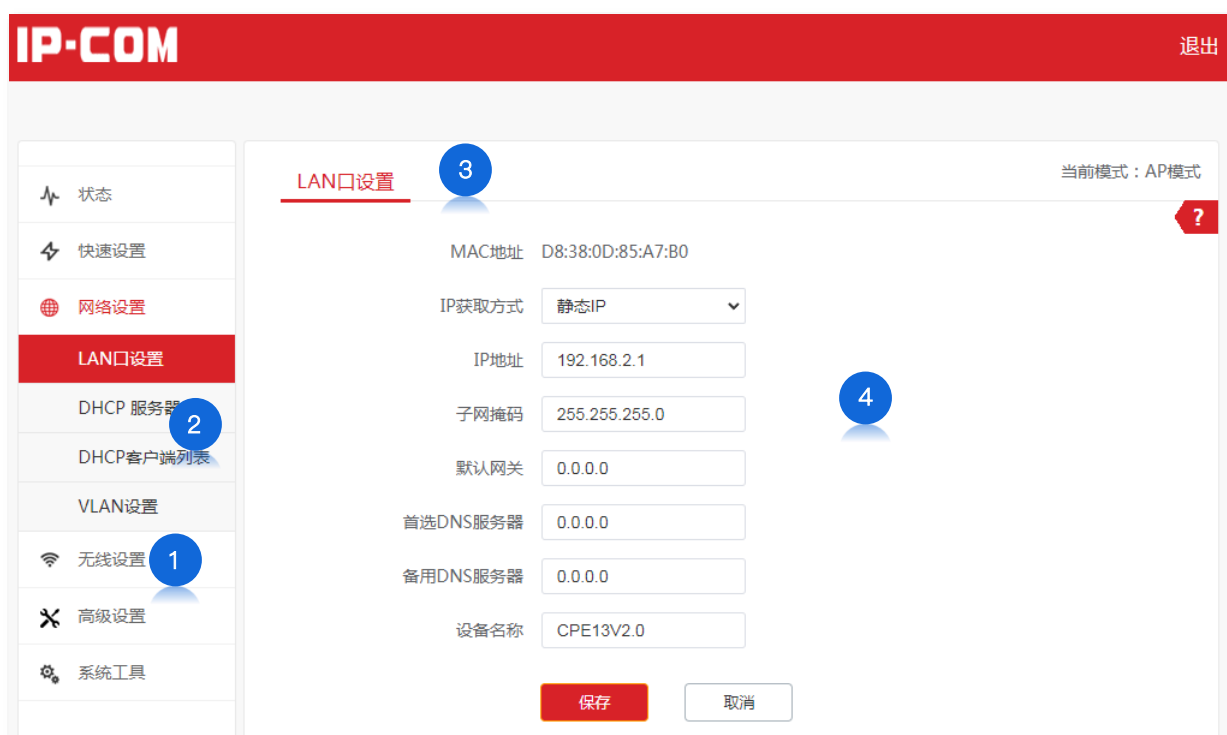 IP-COM
退出
状态
快速设置
网络设置
LAN口设置
DHCP 服务器
2
DHCP客户端列表
VLAN设置
无线设置
1
高级设置
系统工具
LAN口设置
3
当前模式：AP模式
?
MAC地址 D8:38:0D:85:A7:B0
IP获取方式 静态IP
IP地址 192.168.2.1
子网掩码 255.255.255.0
4
默认网关 0.0.0.0
首选DNS服务器 0.0.0.0
备用DNS服务器 0.0.0.0
设备名称 CPE13V2.0
保存 取消